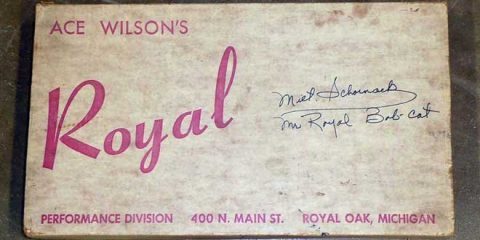 ACE WILSON'S
Royal
Milt. Schornack
Mr Royal Bob-cat
PERFORMANCE DIVISION 400 N. MAIN ST. ROYAL OAK, MICHIGAN